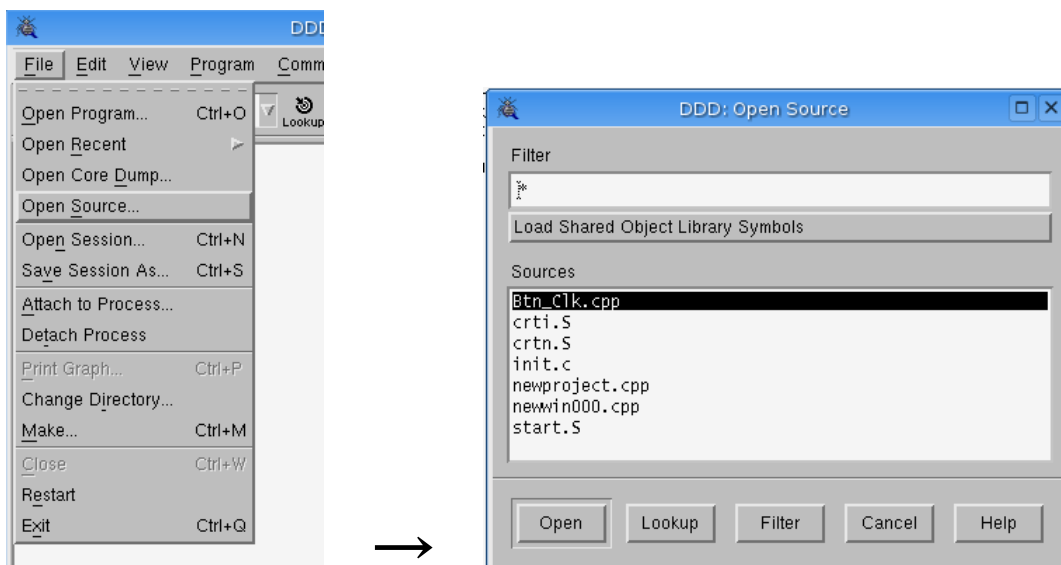 DDD
File Edit View Program Comm
Open Program... Ctrl+O
Lookup
Open Recent
Open Core Dump...
Open Source...
Open Session... Ctrl+N
Save Session As... Ctrl+S
Attach to Process...
Detach Process
Print Graph... Ctrl+P
Change Directory...
Make... Ctrl+M
Close Ctrl+W
Restart
Exit Ctrl+Q
→
DDD: Open Source
Filter
*
Load Shared Object Library Symbols
Sources
Btn_Clk.cpp
crti.S
crtn.S
init.c
newproject.cpp
newwin000.cpp
start.S
Open Lookup Filter Cancel Help